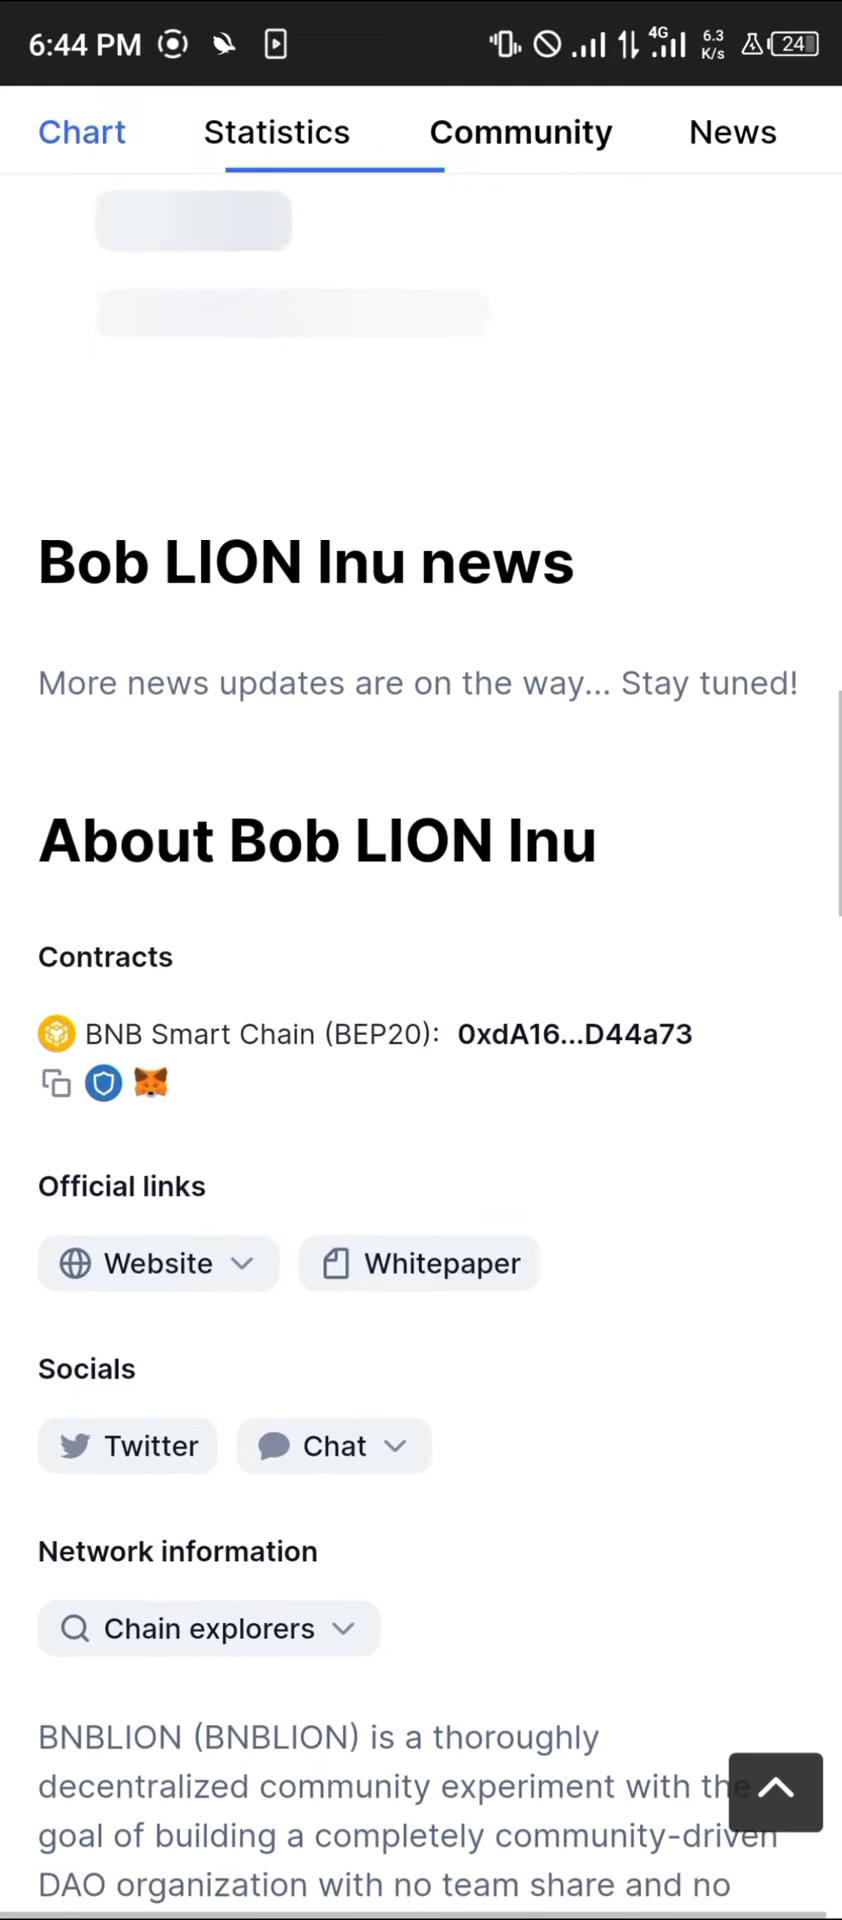 6:44 PM 4G 6.3 K/s 24
Chart Statistics Community News
Bob LION Inu news
More news updates are on the way... Stay tuned!
About Bob LION Inu
Contracts
BNB Smart Chain (BEP20): 0xdA16...D44a73
Official links
Website Whitepaper
Socials
Twitter Chat
Network information
Chain explorers
BNBLION (BNBLION) is a thoroughly
decentralized community experiment with the
goal of building a completely community-driven
DAO organization with no team share and no